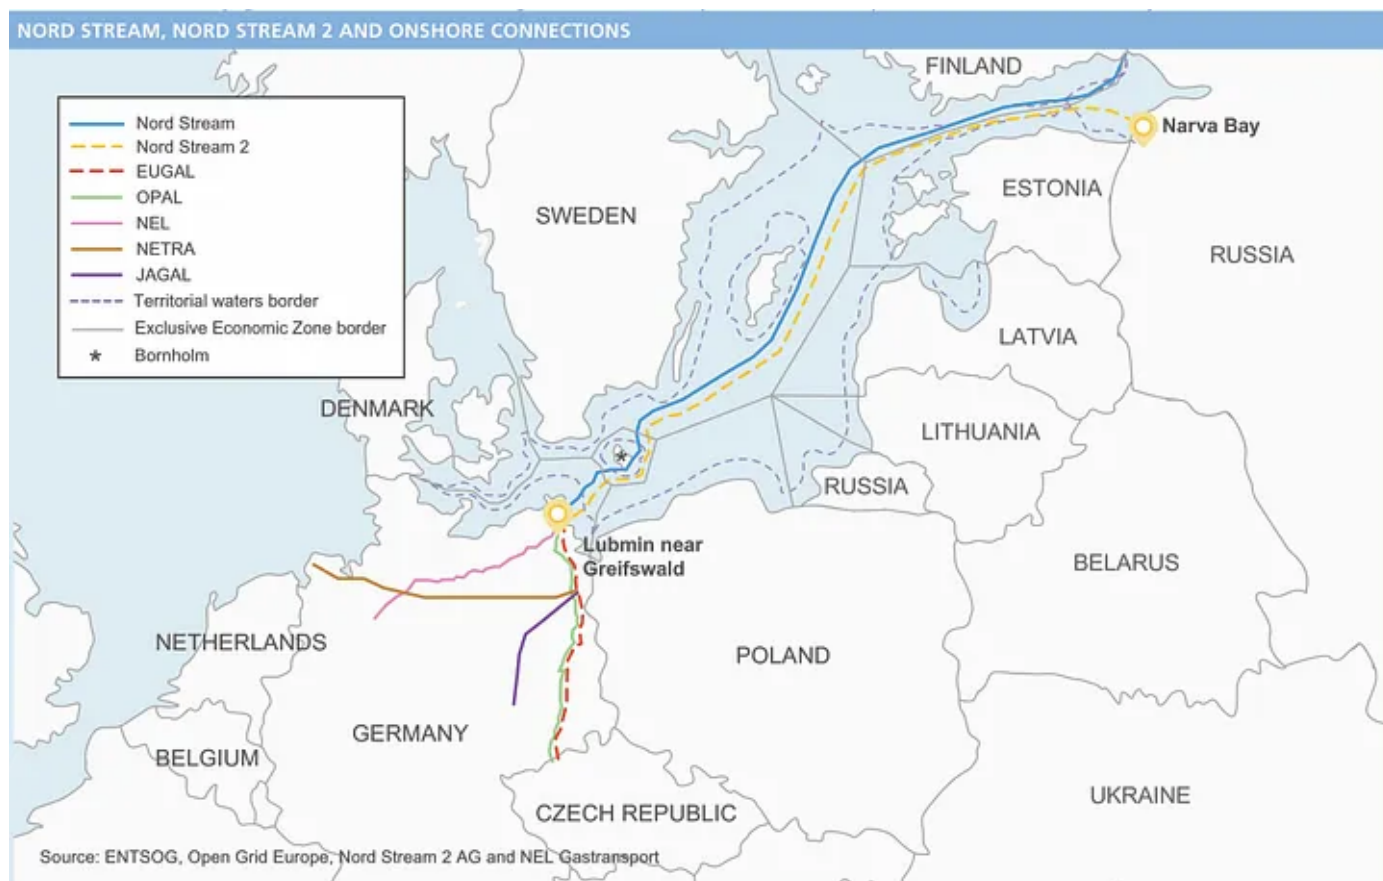 NORD STREAM, NORD STREAM 2 AND ONSHORE CONNECTIONS
Nord Stream
Nord Stream 2
EUGAL
OPAL
NEL
NETRA
JAGAL
Territorial waters border
Exclusive Economic Zone border
* Bornholm
FINLAND
Narva Bay
ESTONIA
SWEDEN
RUSSIA
LATVIA
DENMARK
LITHUANIA
*
RUSSIA
Lubmin near
Greifswald
BELARUS
NETHERLANDS
POLAND
GERMANY
BELGIUM
UKRAINE
CZECH REPUBLIC
Source: ENTSOG, Open Grid Europe, Nord Stream 2 AG and NEL Gastransport